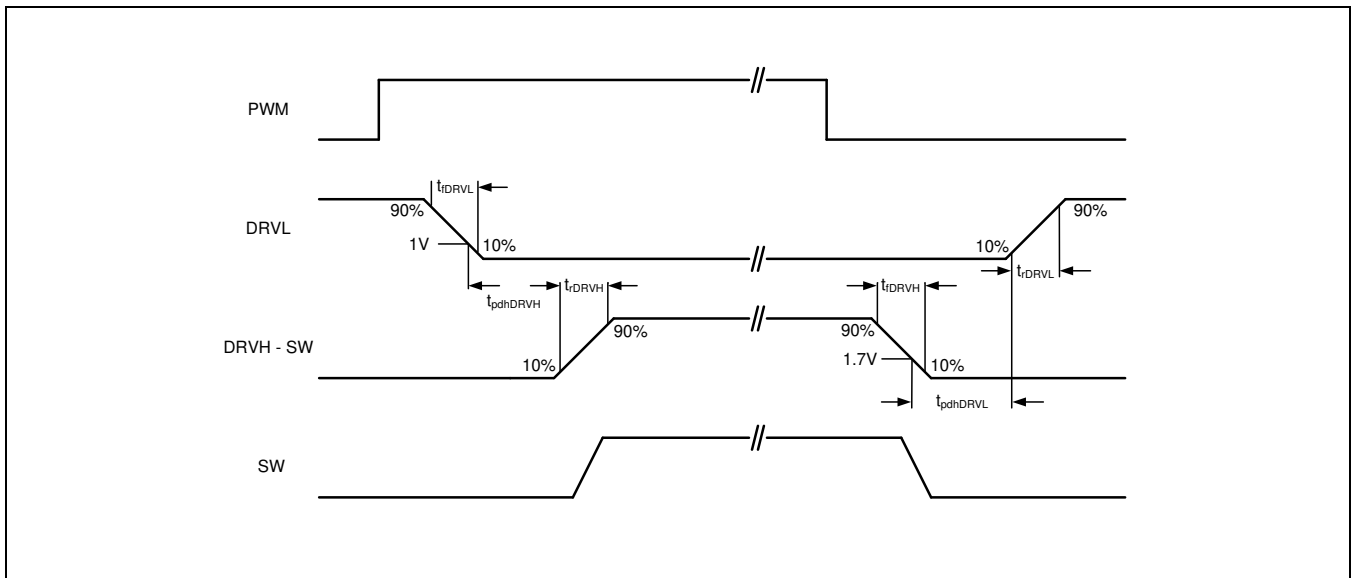 PWM
tfDRVL
90%
90%
DRVL
1V
10%
10%
trDRVL
tpdhDRVH
trDRVH
tfDRVH
90%
90%
DRVH - SW
1.7V
10%
10%
tpdhDRVL
SW